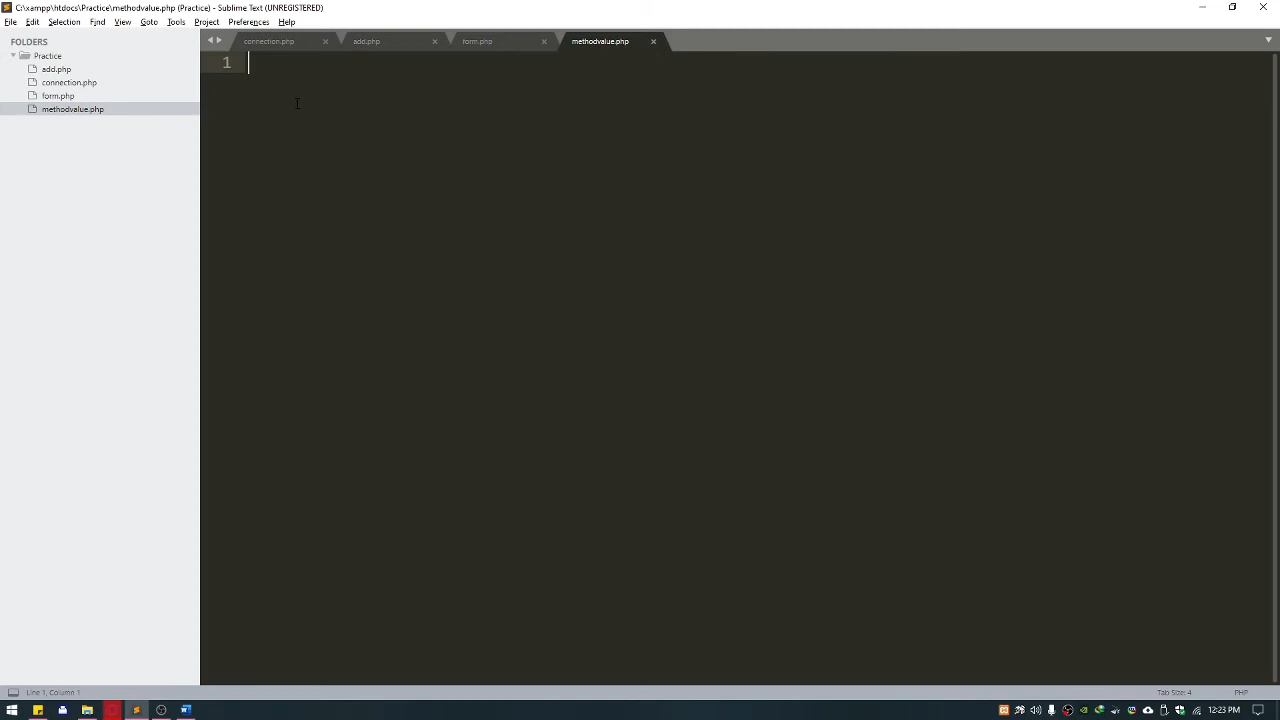 C:\xampp\htdocs\Practice\methodvalue.php (Practice) - Sublime Text (UNREGISTERED)
File Edit Selection Find View Goto Tools Project Preferences Help
FOLDERS
Practice
add.php
connection.php
form.php
methodvalue.php
connection.php add.php form.php methodvalue.php
1
Line 1, Column 1 Tab Size: 4 PHP
12:23 PM